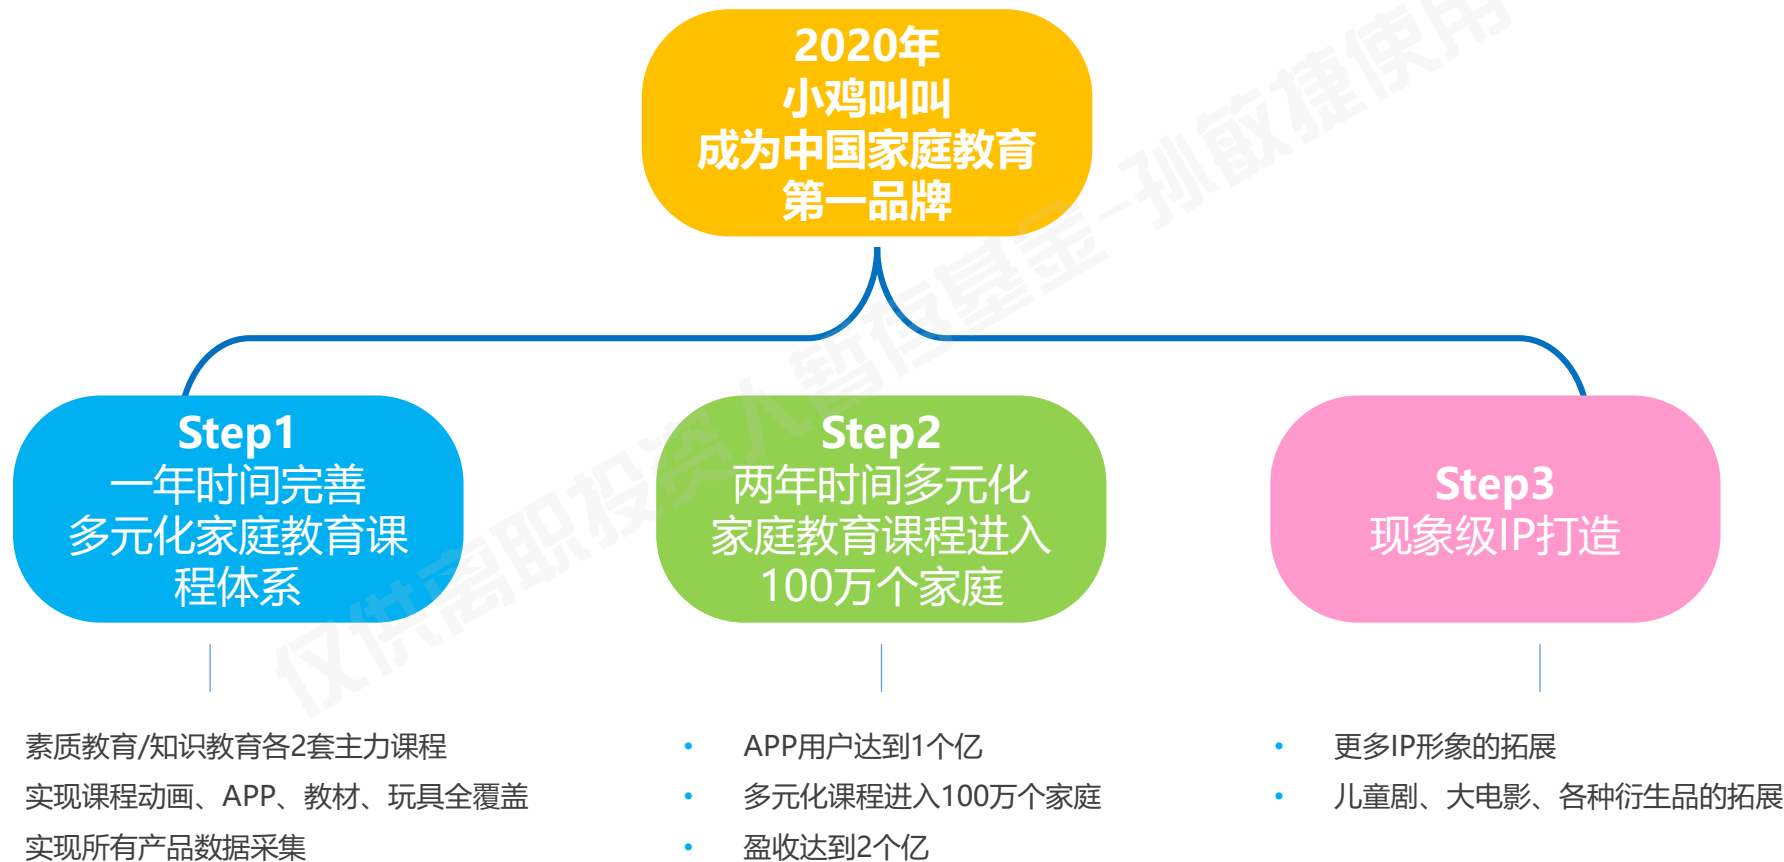 2020年
小鸡叫叫
成为中国家庭教育
第一品牌
Step1
一年时间完善
多元化家庭教育课
程体系
Step2
两年时间多元化
家庭教育课程进入
100万个家庭
Step3
现象级IP打造
素质教育/知识教育各2套主力课程
实现课程动画、APP、教材、玩具全覆盖
实现所有产品数据采集
• APP用户达到1个亿
• 多元化课程进入100万个家庭
• 盈收达到2个亿
• 更多IP形象的拓展
• 儿童剧、大电影、各种衍生品的拓展